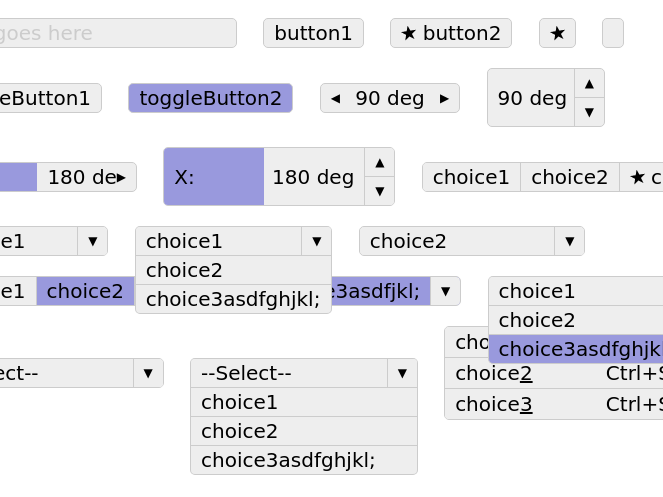 goes here button1 ★ button2 ★
eButton1 toggleButton2 ◂ 90 deg ▸ 90 deg ▲ ▼
180 de▸ X: 180 deg ▲ ▼ choice1 choice2 ★ c
e1 ▼ choice1 ▼ choice2 ▼
choice2
choice3asdfghjkl;
e1 choice2 e3asdfjkl; ▼ choice1
choice2
choice3asdfghjk
cho
choice2 Ctrl+S
choice3 Ctrl+S
ect-- ▼ --Select-- ▼
choice1
choice2
choice3asdfghjkl;